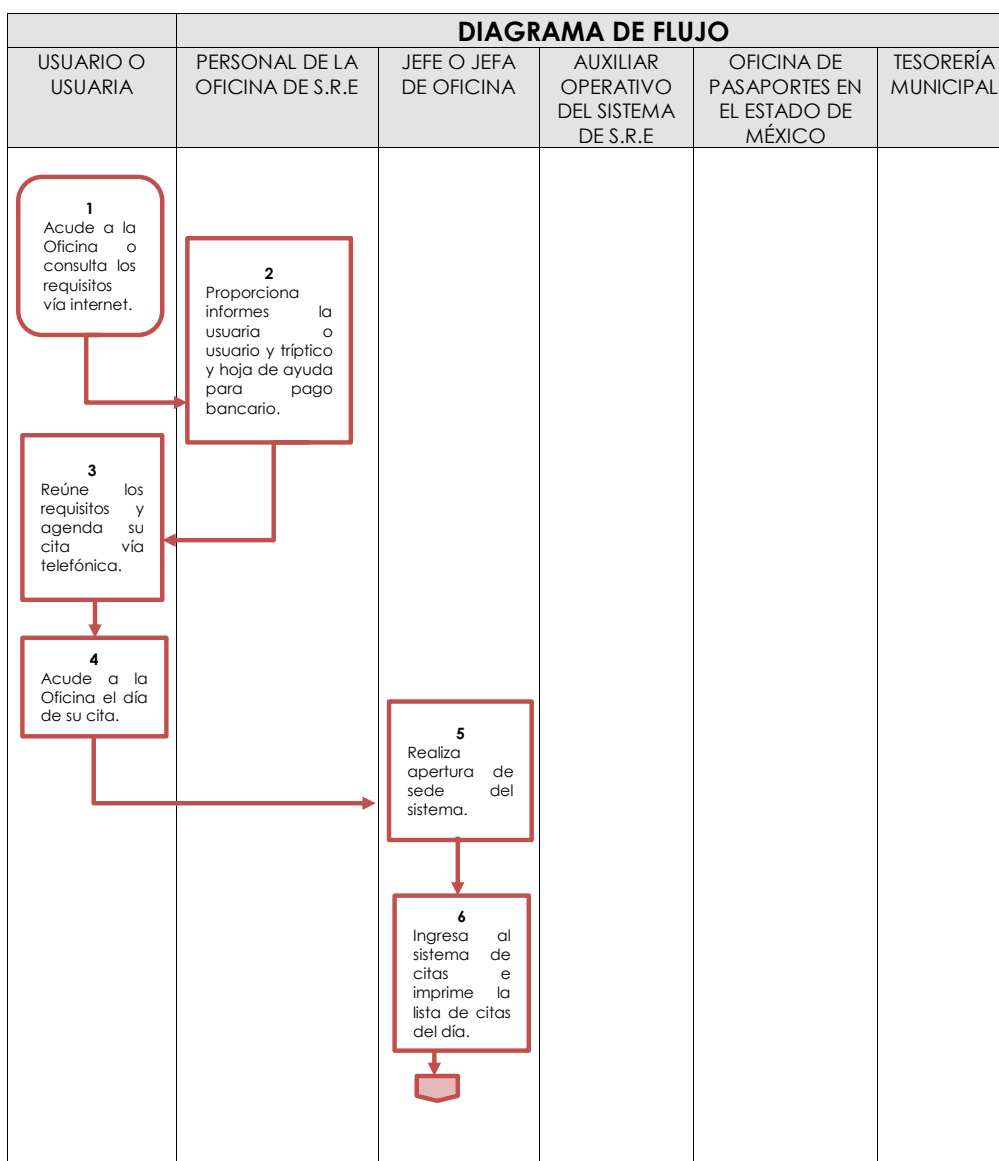 DIAGRAMA DE FLUJO
USUARIO O
USUARIA
PERSONAL DE LA
OFICINA DE S.R.E
JEFE O JEFA
DE OFICINA
AUXILIAR
OPERATIVO
DEL SISTEMA
DE S.R.E
OFICINA DE
PASAPORTES EN
EL ESTADO DE
MÉXICO
TESORERÍA
MUNICIPAL
1
Acude a la
Oficina o
consulta los
requisitos
vía internet.
2
Proporciona
informes la
usuaria o
usuario y tríptico
y hoja de ayuda
para pago
bancario.
3
Reúne los
requisitos y
agenda su
cita vía
telefónica.
4
Acude a la
Oficina el día
de su cita.
5
Realiza
apertura de
sede del
sistema.
6
Ingresa al
sistema de
citas e
imprime la
lista de citas
del día.